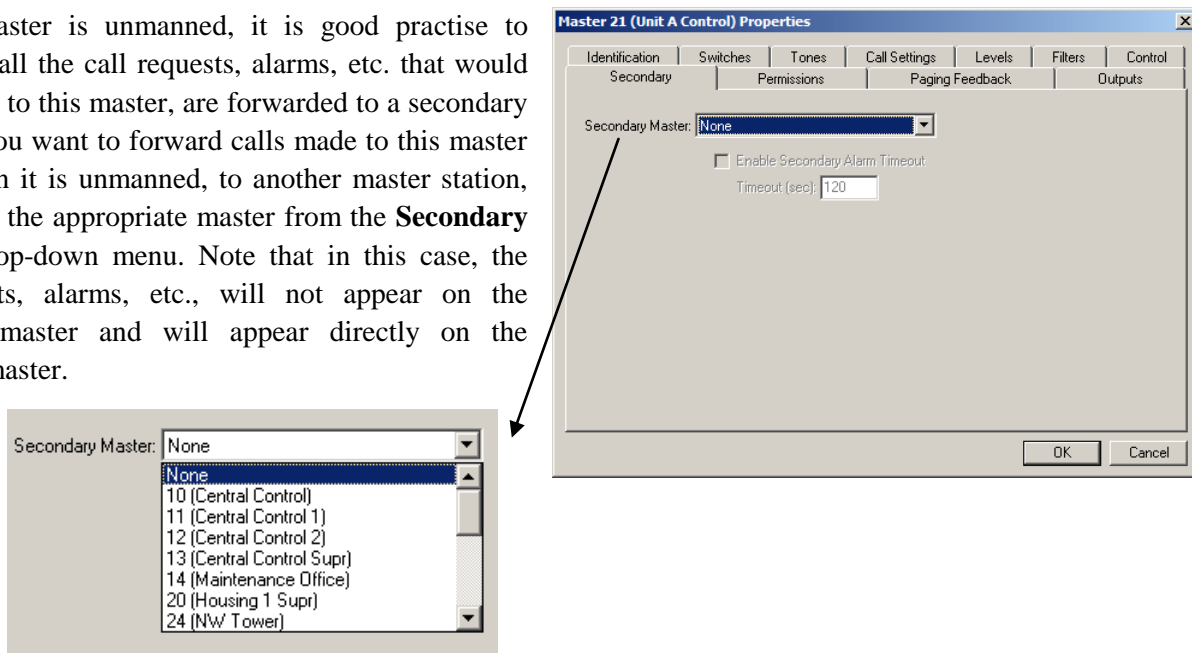 aster is unmanned, it is good practise to
all the call requests, alarms, etc. that would
to this master, are forwarded to a secondary
ou want to forward calls made to this master
n it is unmanned, to another master station,
the appropriate master from the Secondary
op-down menu. Note that in this case, the
ts, alarms, etc., will not appear on the
master and will appear directly on the
naster.
Master 21 (Unit A Control) Properties
Identification Switches Tones Call Settings Levels Filters Control
Secondary Permissions Paging Feedback Outputs
Secondary Master: None
Enable Secondary Alarm Timeout
Timeout (sec): 120
OK Cancel
Secondary Master: None
None
10 (Central Control)
11 (Central Control 1)
12 (Central Control 2)
13 (Central Control Supr)
14 (Maintenance Office)
20 (Housing 1 Supr)
24 (NW Tower)